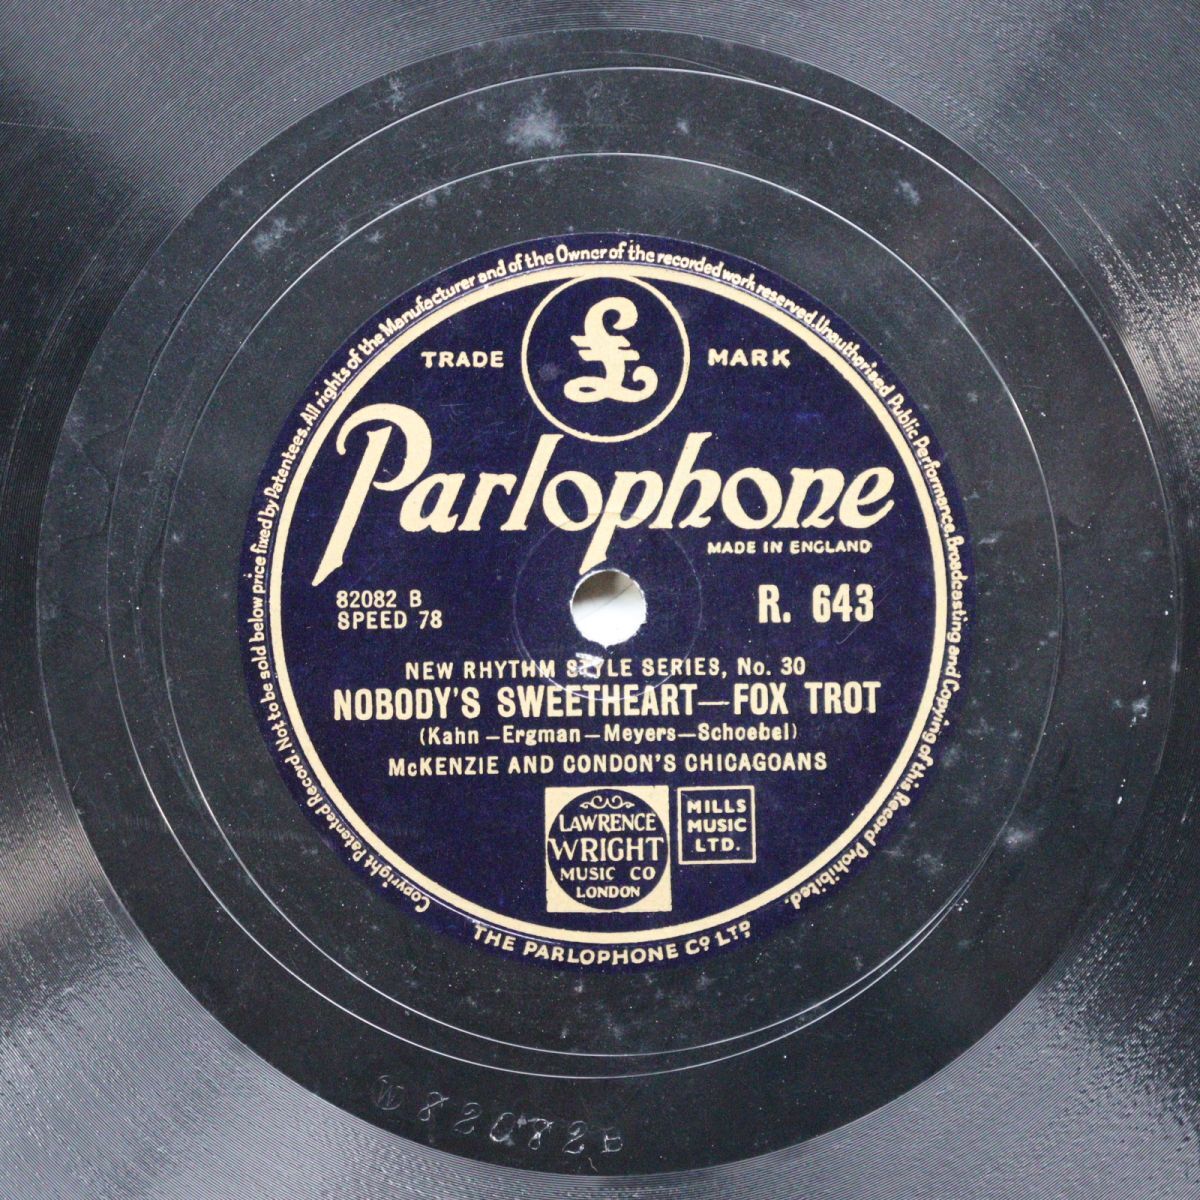 Copyright Patented Record. Not to be sold below price fixed by Patentees. All rights of the Manufacturer and of the Owner of the recorded work reserved. Unauthorised Public Performance, Broadcasting and Copying of this Record Prohibited.
£
TRADE MARK
Parlophone
MADE IN ENGLAND
82082 B
SPEED 78
R. 643
NEW RHYTHM STYLE SERIES, No. 30
NOBODY'S SWEETHEART—FOX TROT
(Kahn—Ergman—Meyers—Schoebel)
McKENZIE AND CONDON'S CHICAGOANS
LAWRENCE
WRIGHT
MUSIC CO
LONDON
MILLS
MUSIC
LTD.
THE PARLOPHONE CO LTD
W 82082B